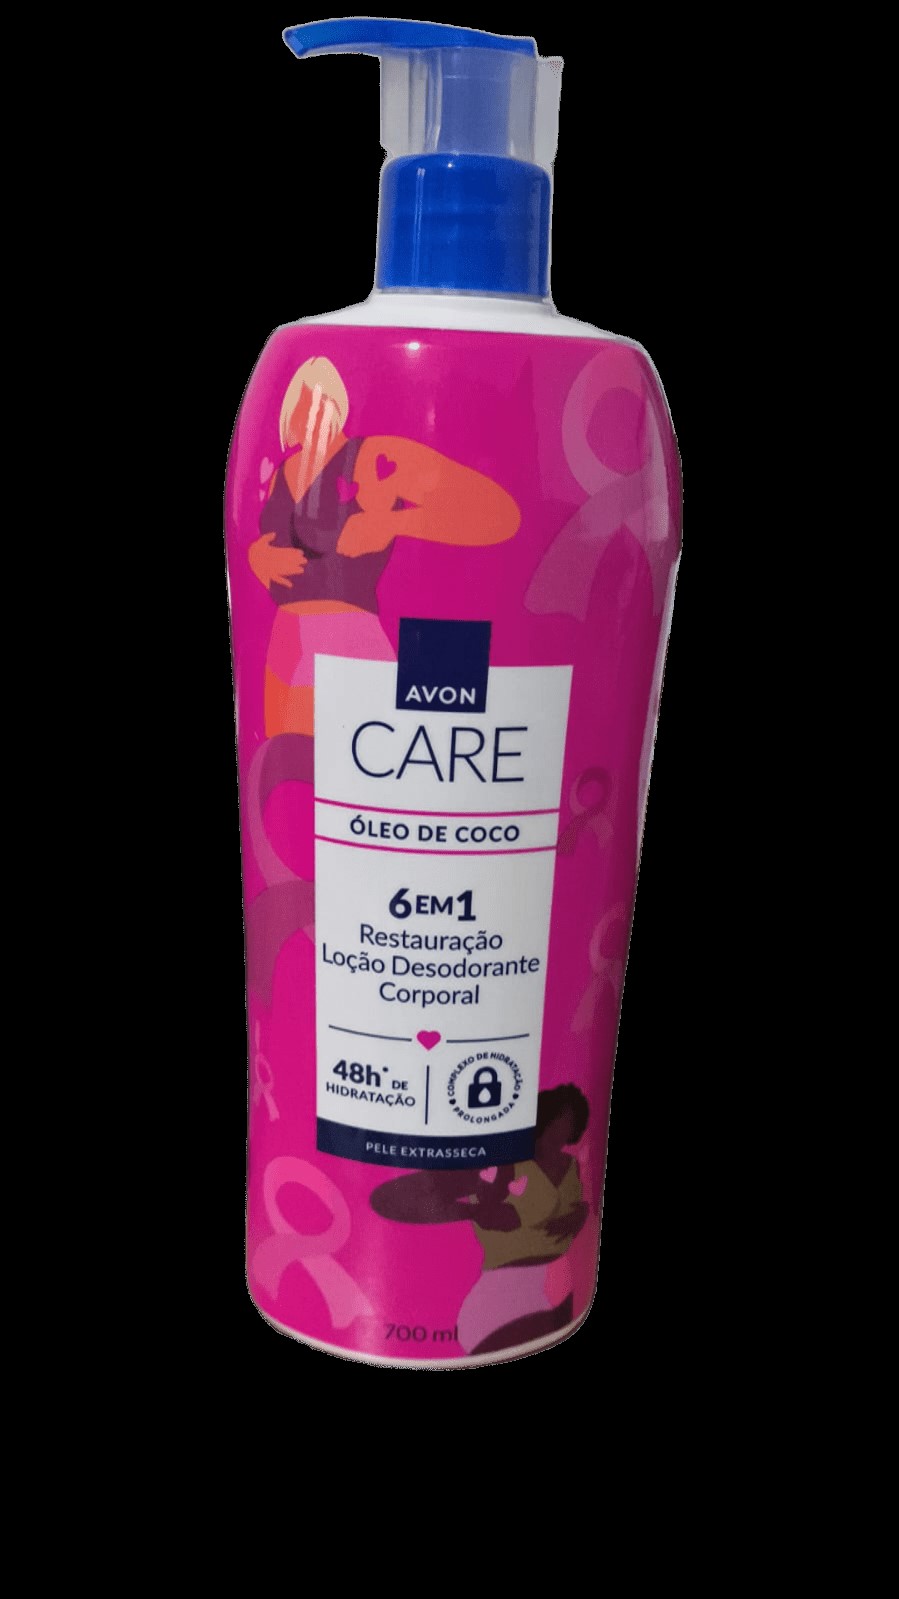 AVON
CARE
ÓLEO DE COCO
6EM1
Restauração
Loção Desodorante
Corporal
48h* DE
HIDRATAÇÃO
COMPLEXO DE HIDRATAÇÃO
PROLONGADA
PELE EXTRASSECA
700 ml